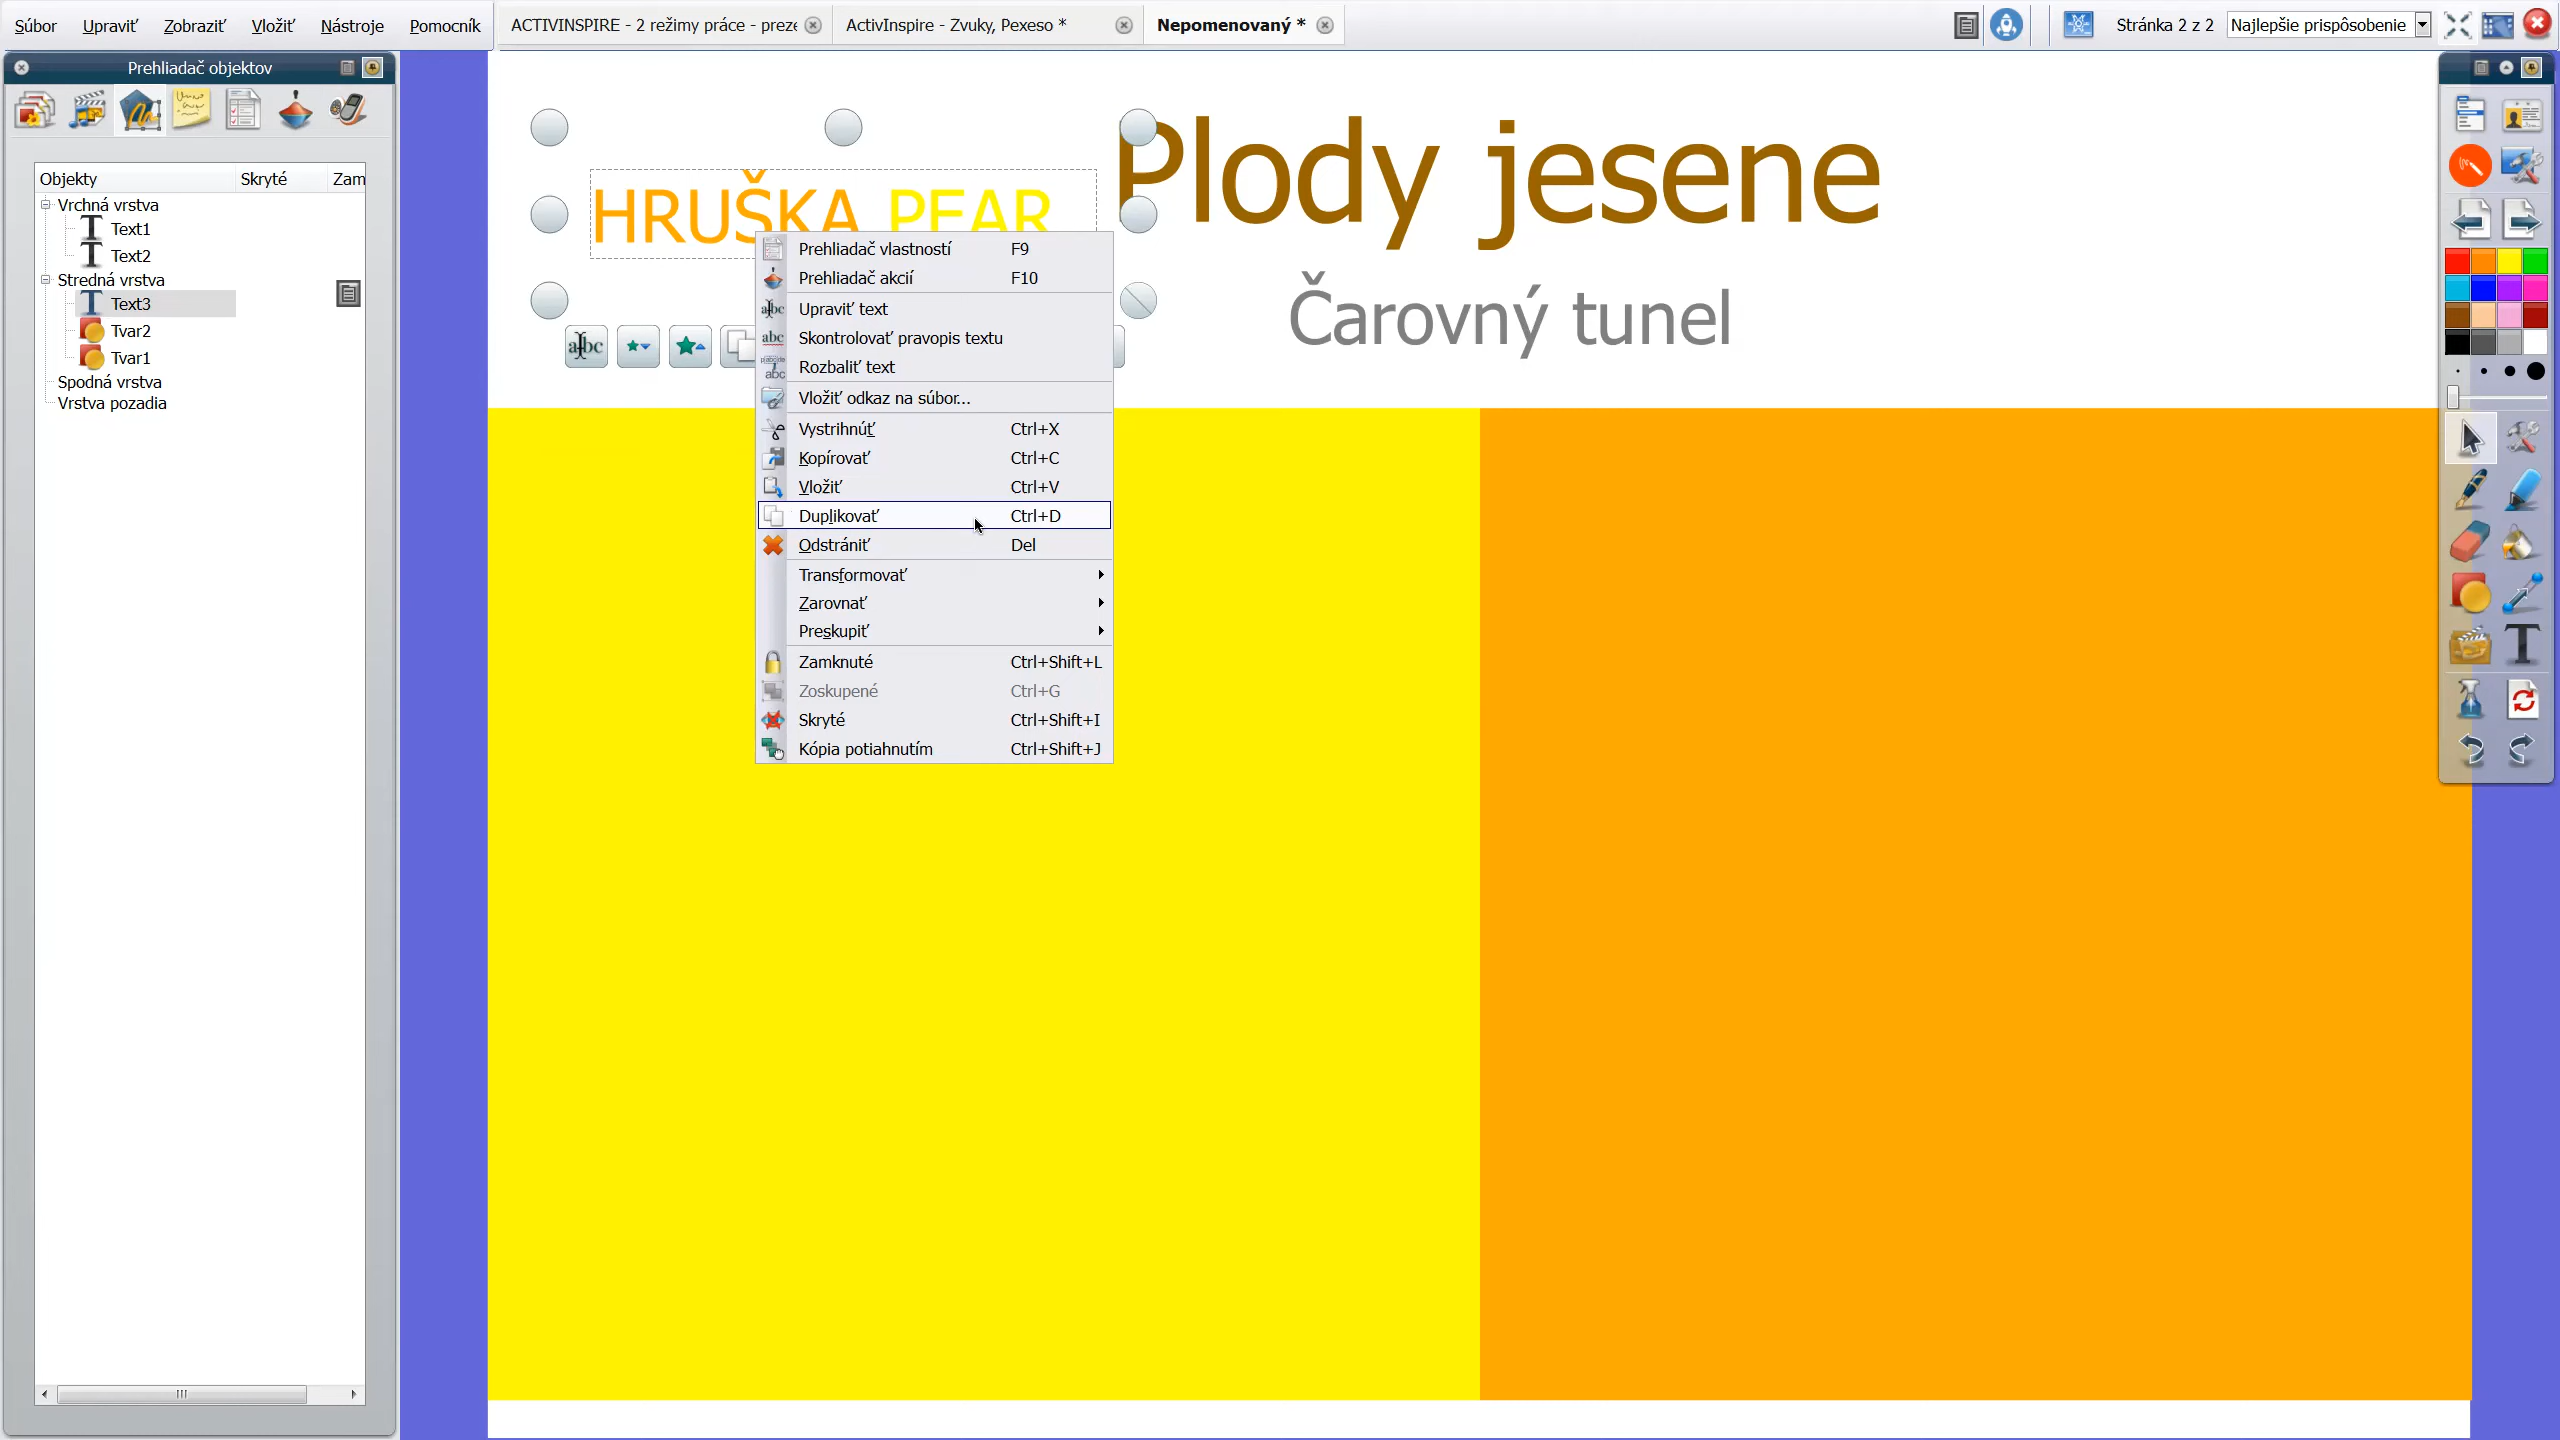 Súbor Upraviť Zobraziť Vložiť Nástroje Pomocník
ACTIVINSPIRE - 2 režimy práce - preze
ActivInspire - Zvuky, Pexeso *
Nepomenovaný *
Stránka 2 z 2
Najlepšie prispôsobenie
Prehliadač objektov
Objekty Skryté Zam
Vrchná vrstva
Text1
Text2
Stredná vrstva
Text3
Tvar2
Tvar1
Spodná vrstva
Vrstva pozadia
Plody jesene
HRUŠKA PEAR
Čarovný tunel
Prehliadač vlastností F9
Prehliadač akcií F10
Upraviť text
Skontrolovať pravopis textu
Rozbaliť text
Vložiť odkaz na súbor...
Vystrihnúť Ctrl+X
Kopírovať Ctrl+C
Vložiť Ctrl+V
Duplikovať Ctrl+D
Odstrániť Del
Transformovať
Zarovnať
Preskupiť
Zamknuté Ctrl+Shift+L
Zoskupené Ctrl+G
Skryté Ctrl+Shift+I
Kópia potiahnutím Ctrl+Shift+J